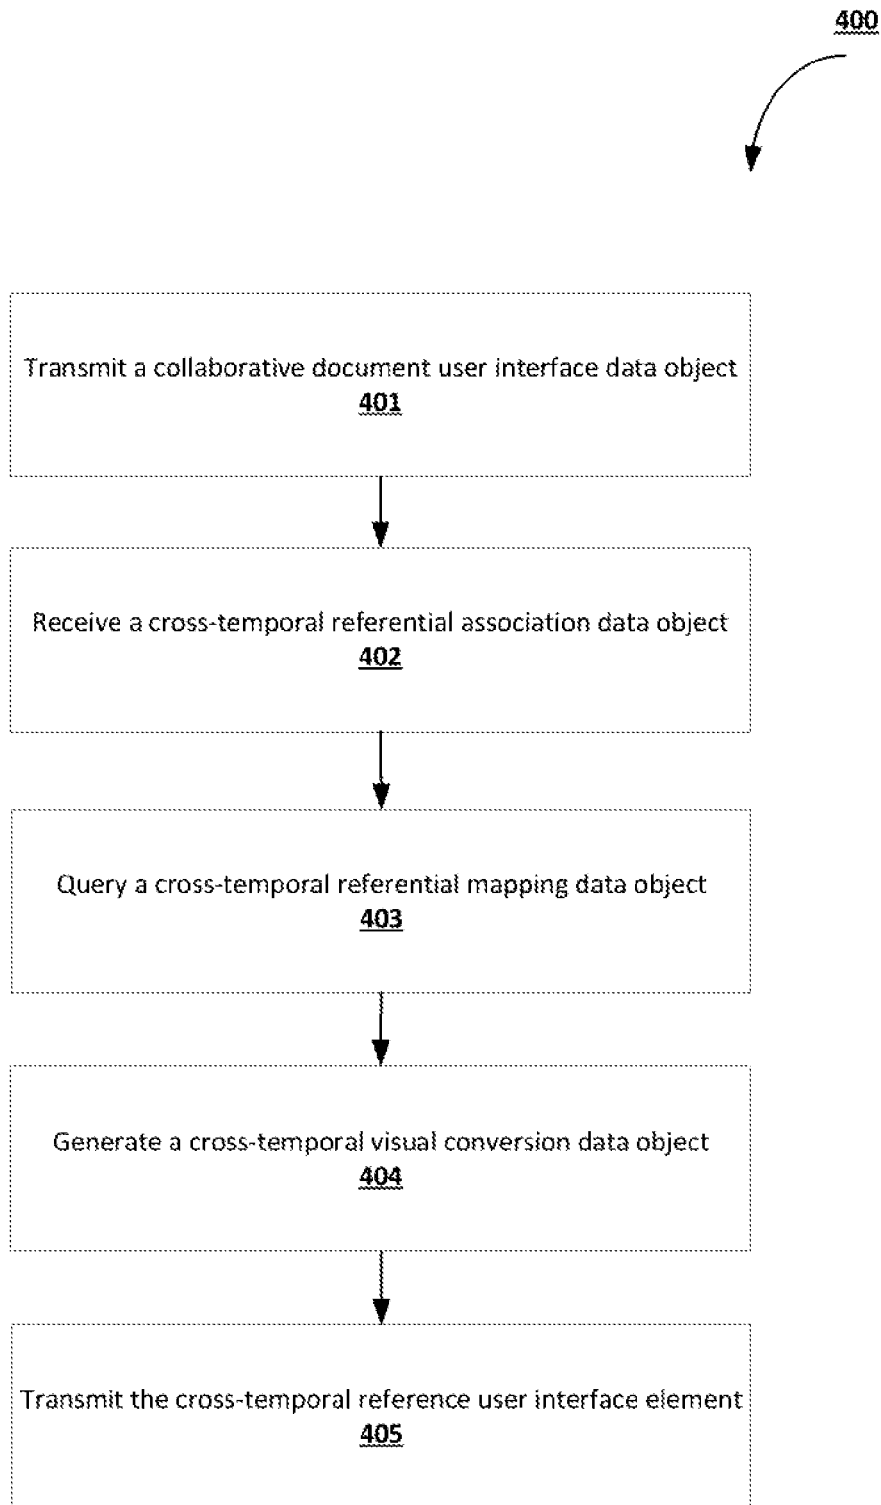 400
Transmit a collaborative document user interface data object
401
Receive a cross-temporal referential association data object
402
Query a cross-temporal referential mapping data object
403
Generate a cross-temporal visual conversion data object
404
Transmit the cross-temporal reference user interface element
405